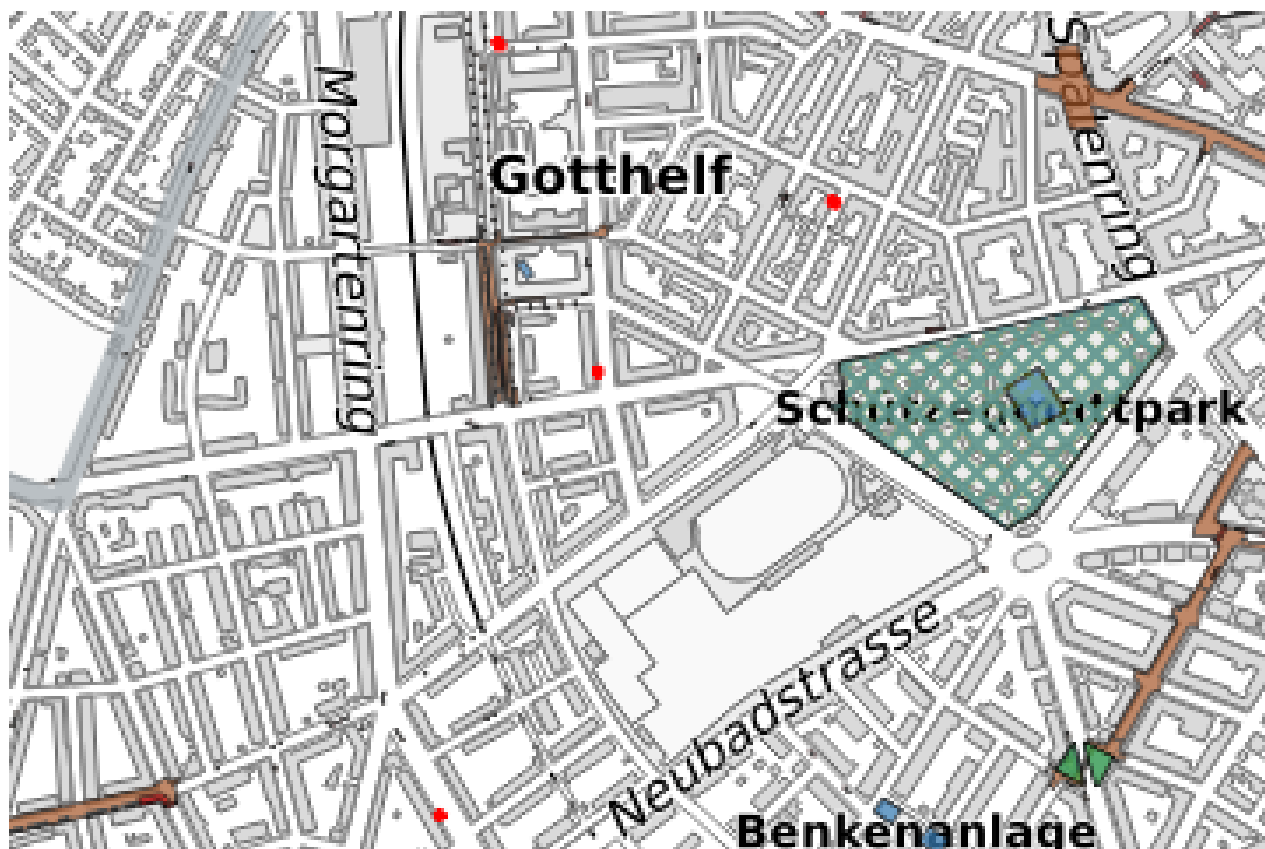 Spalenring
Morgartenring
Gotthelf
Neubadstrasse
Benkenanlage